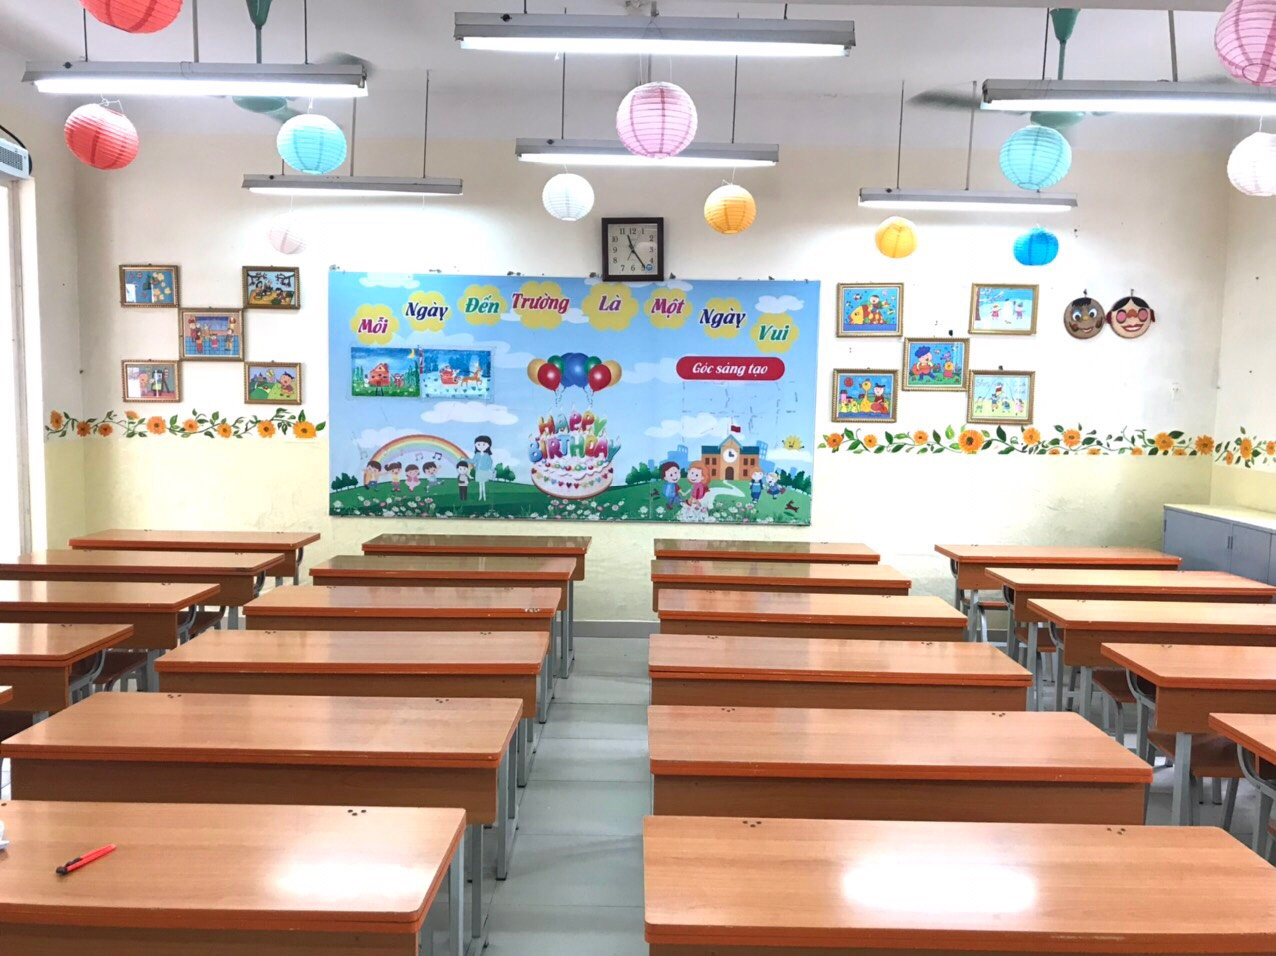 Mỗi Ngày Đến Trường Là Một Ngày Vui
Góc sáng tạo
HAPPY
BIRTHDAY